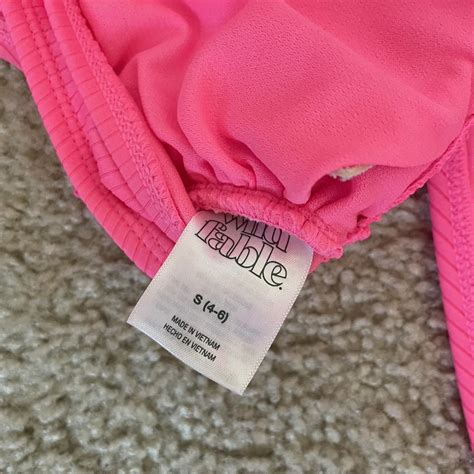 wild
fable.
S (4-6)
MADE IN VIETNAM
HECHO EN VIETNAM